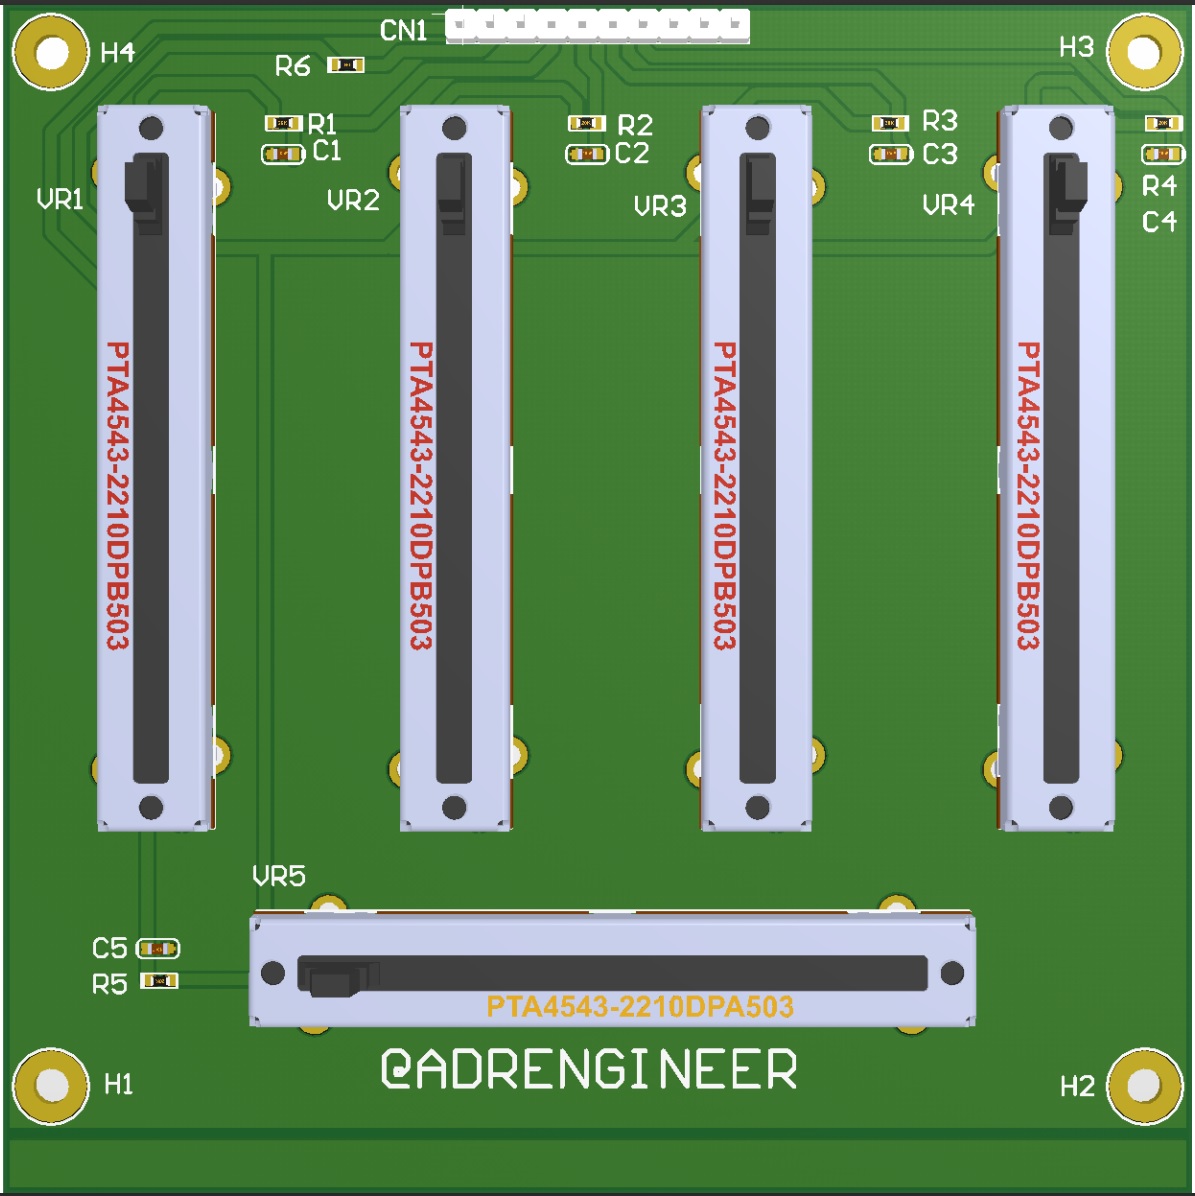 CN1
H4
H3
R6
R1
C1
R2
C2
R3
C3
R4
C4
VR1
VR2
VR3
VR4
PTA4543-2210DPB503
PTA4543-2210DPB503
PTA4543-2210DPB503
PTA4543-2210DPB503
VR5
C5
R5
PTA4543-2210DPA503
@ADRENGINEER
H1
H2